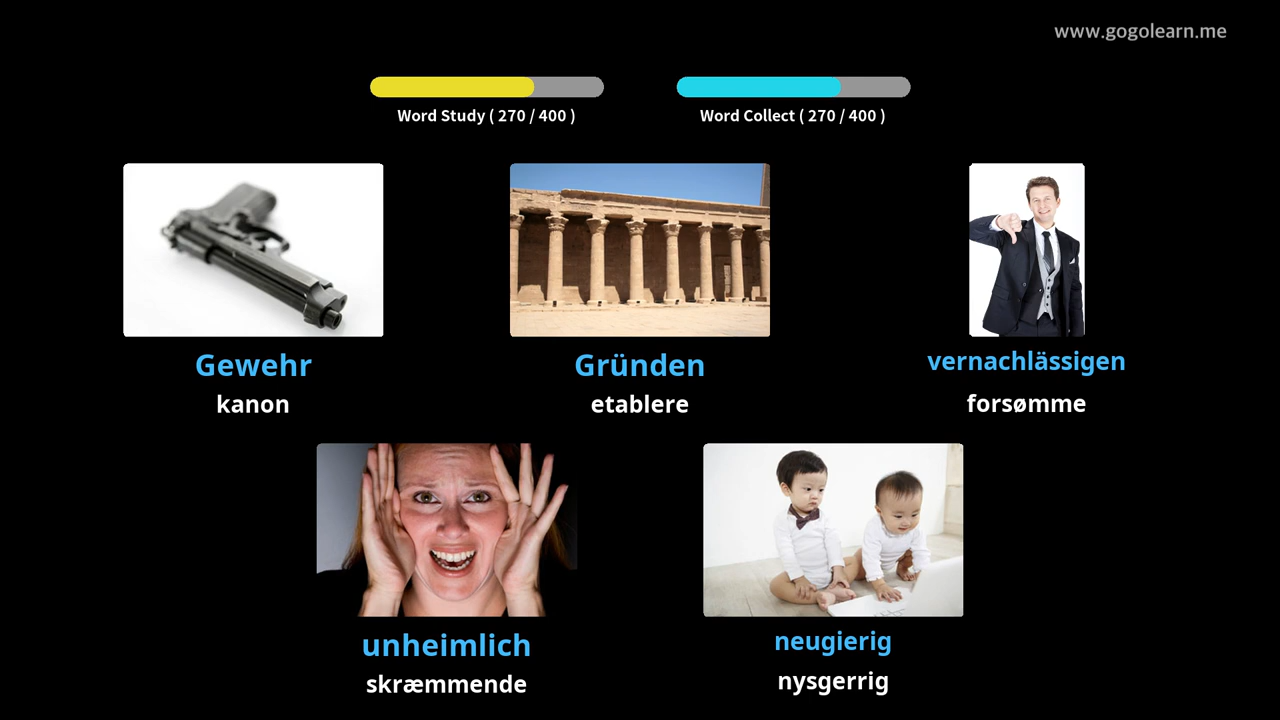 www.gogolearn.me
Word Study ( 270 / 400 )
Word Collect ( 270 / 400 )
Gewehr
kanon
Gründen
etablere
vernachlässigen
forsømme
unheimlich
skræmmende
neugierig
nysgerrig